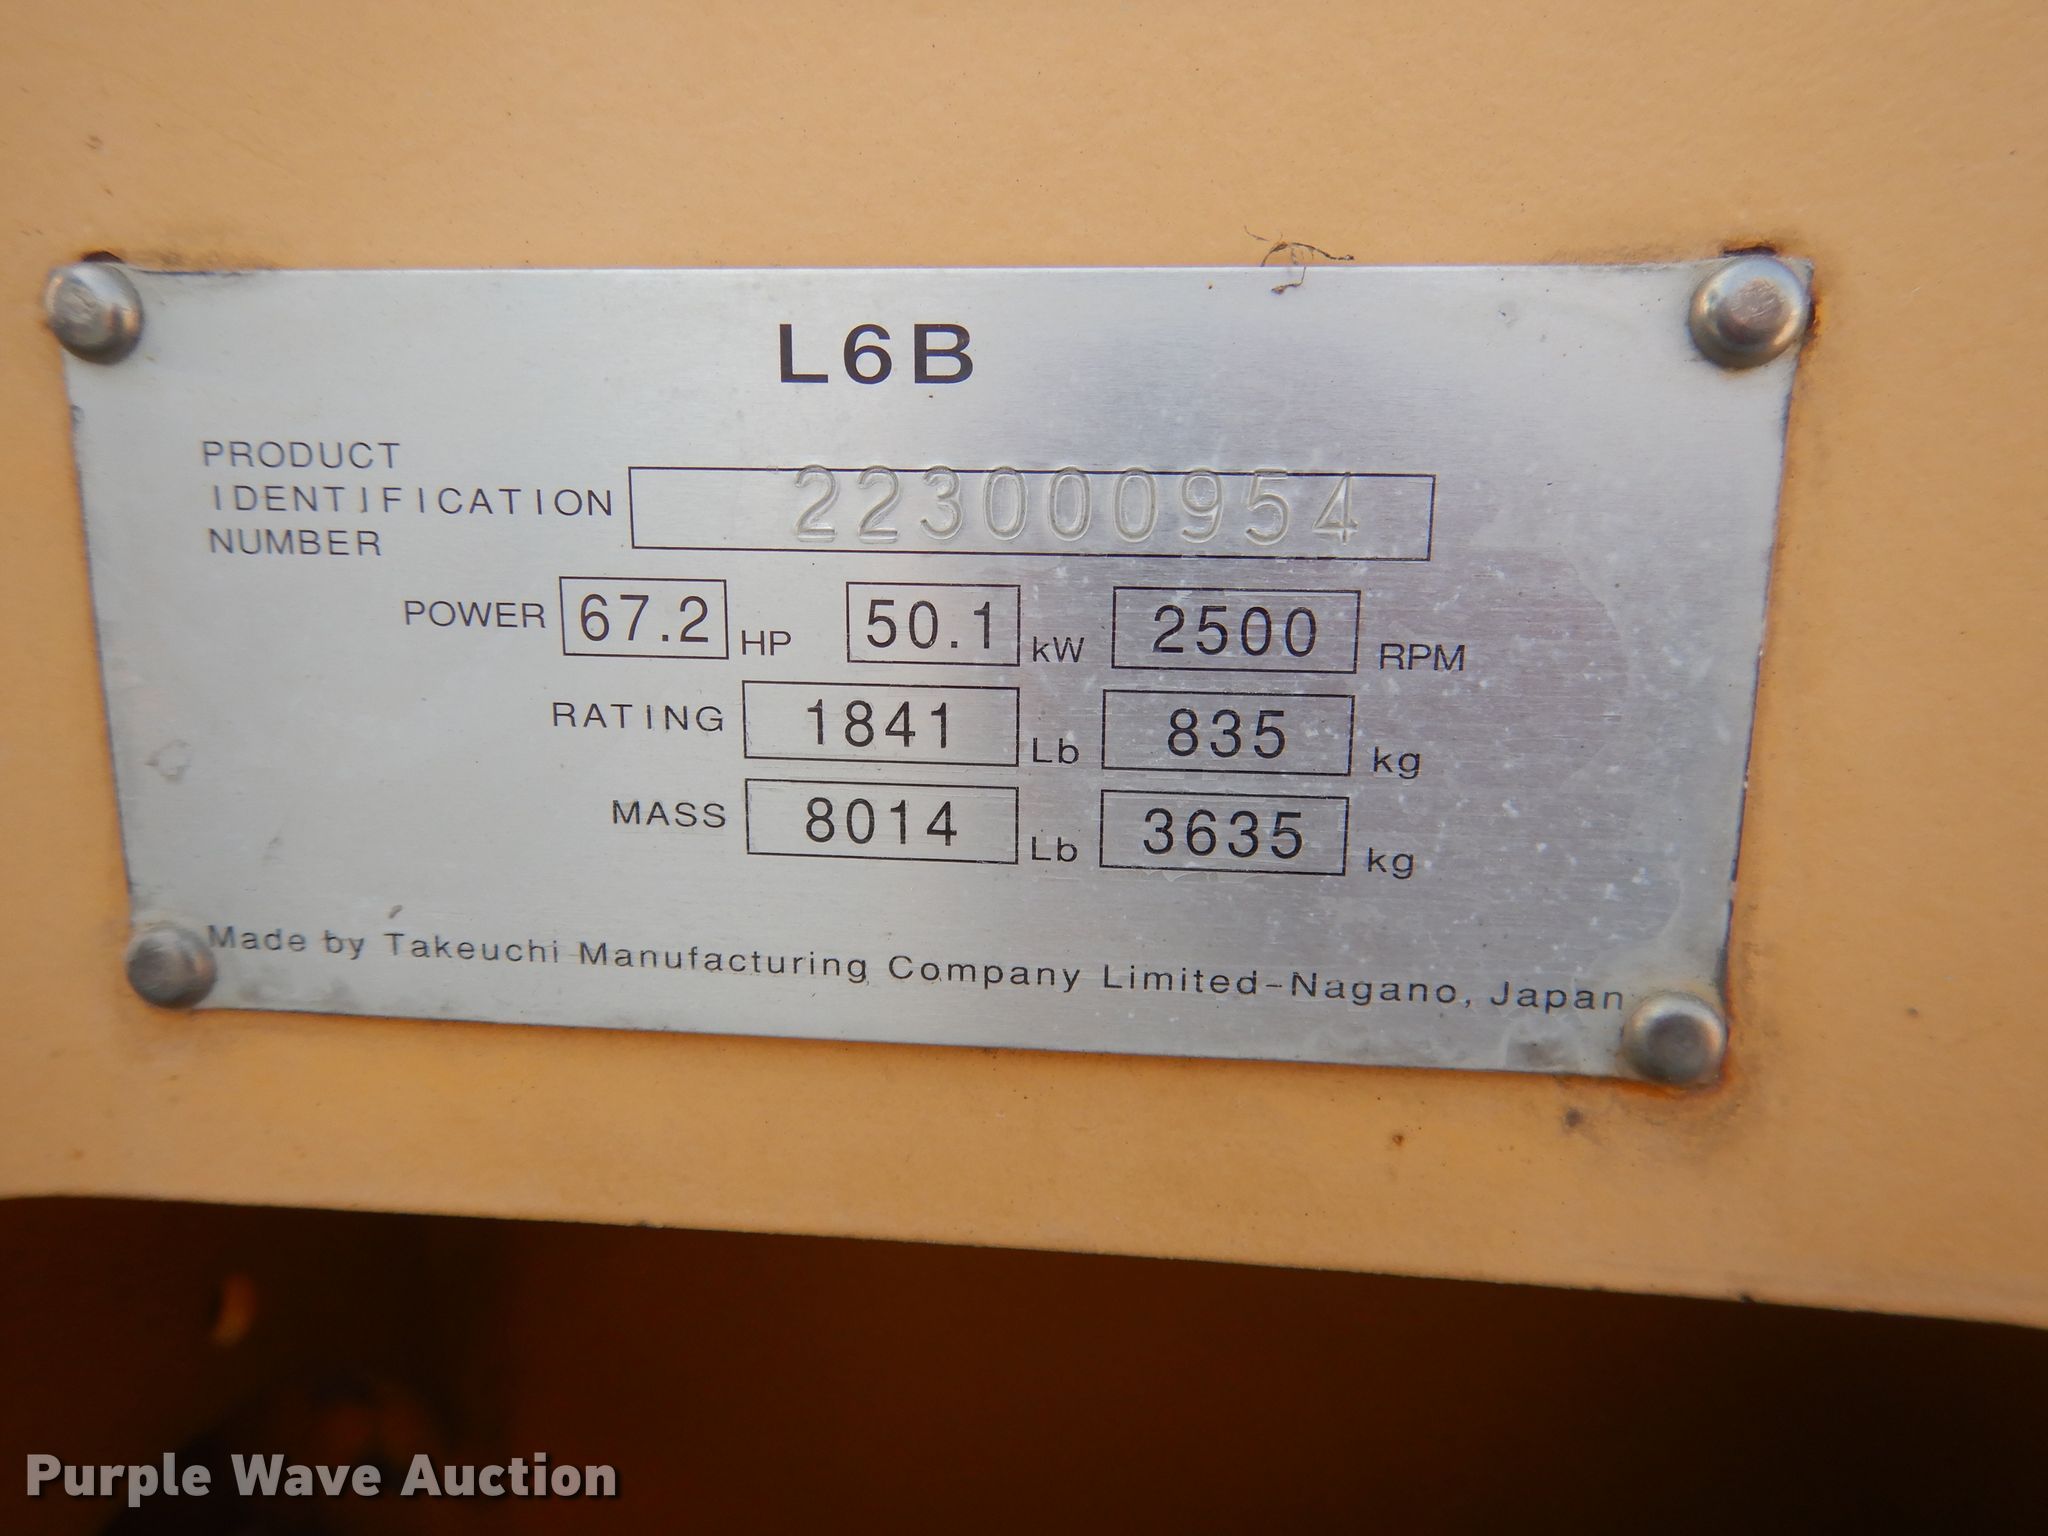 L6B
PRODUCT
IDENTIFICATION 223000954
NUMBER
POWER 67.2 HP 50.1 kW 2500 RPM
RATING 1841 Lb 835 kg
MASS 8014 Lb 3635 kg
Made by Takeuchi Manufacturing Company Limited-Nagano, Japan
Purple Wave Auction